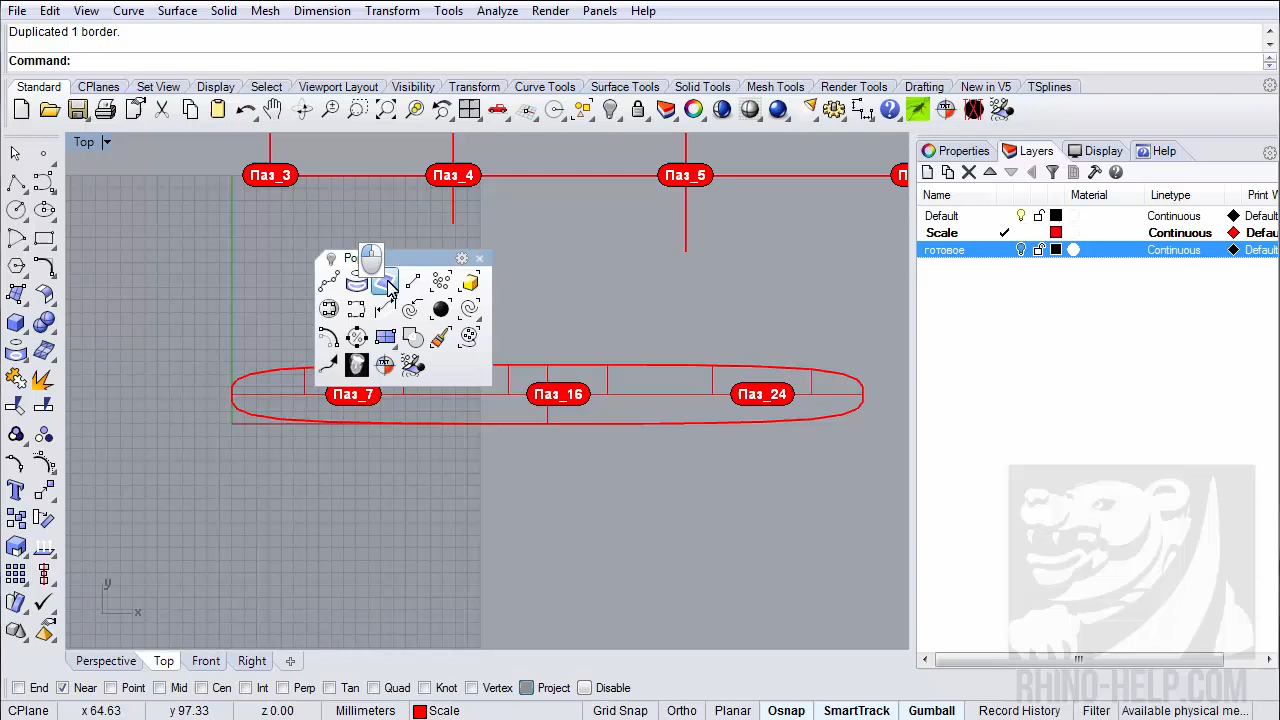 File Edit View Curve Surface Solid Mesh Dimension Transform Tools Analyze Render Panels Help
Duplicated 1 border.
Command:
Standard CPlanes Set View Display Select Viewport Layout Visibility Transform Curve Tools Surface Tools Solid Tools Mesh Tools Render Tools Drafting New in V5 TSplines
Top
Properties Layers Display Help
Name Material Linetype Print W
Default Continuous Defau
Scale Continuous Defau
готовое Continuous Defau
Паз_3 Паз_4 Паз_5 П
Po
Паз_7 Паз_16 Паз_24
y
x
Perspective Top Front Right
RHINO-HELP.COM
End Near Point Mid Cen Int Perp Tan Quad Knot Vertex Project Disable
CPlane x 64.63 y 97.33 z 0.00 Millimeters Scale Grid Snap Ortho Planar Osnap SmartTrack Gumball Record History Filter Available physical me...